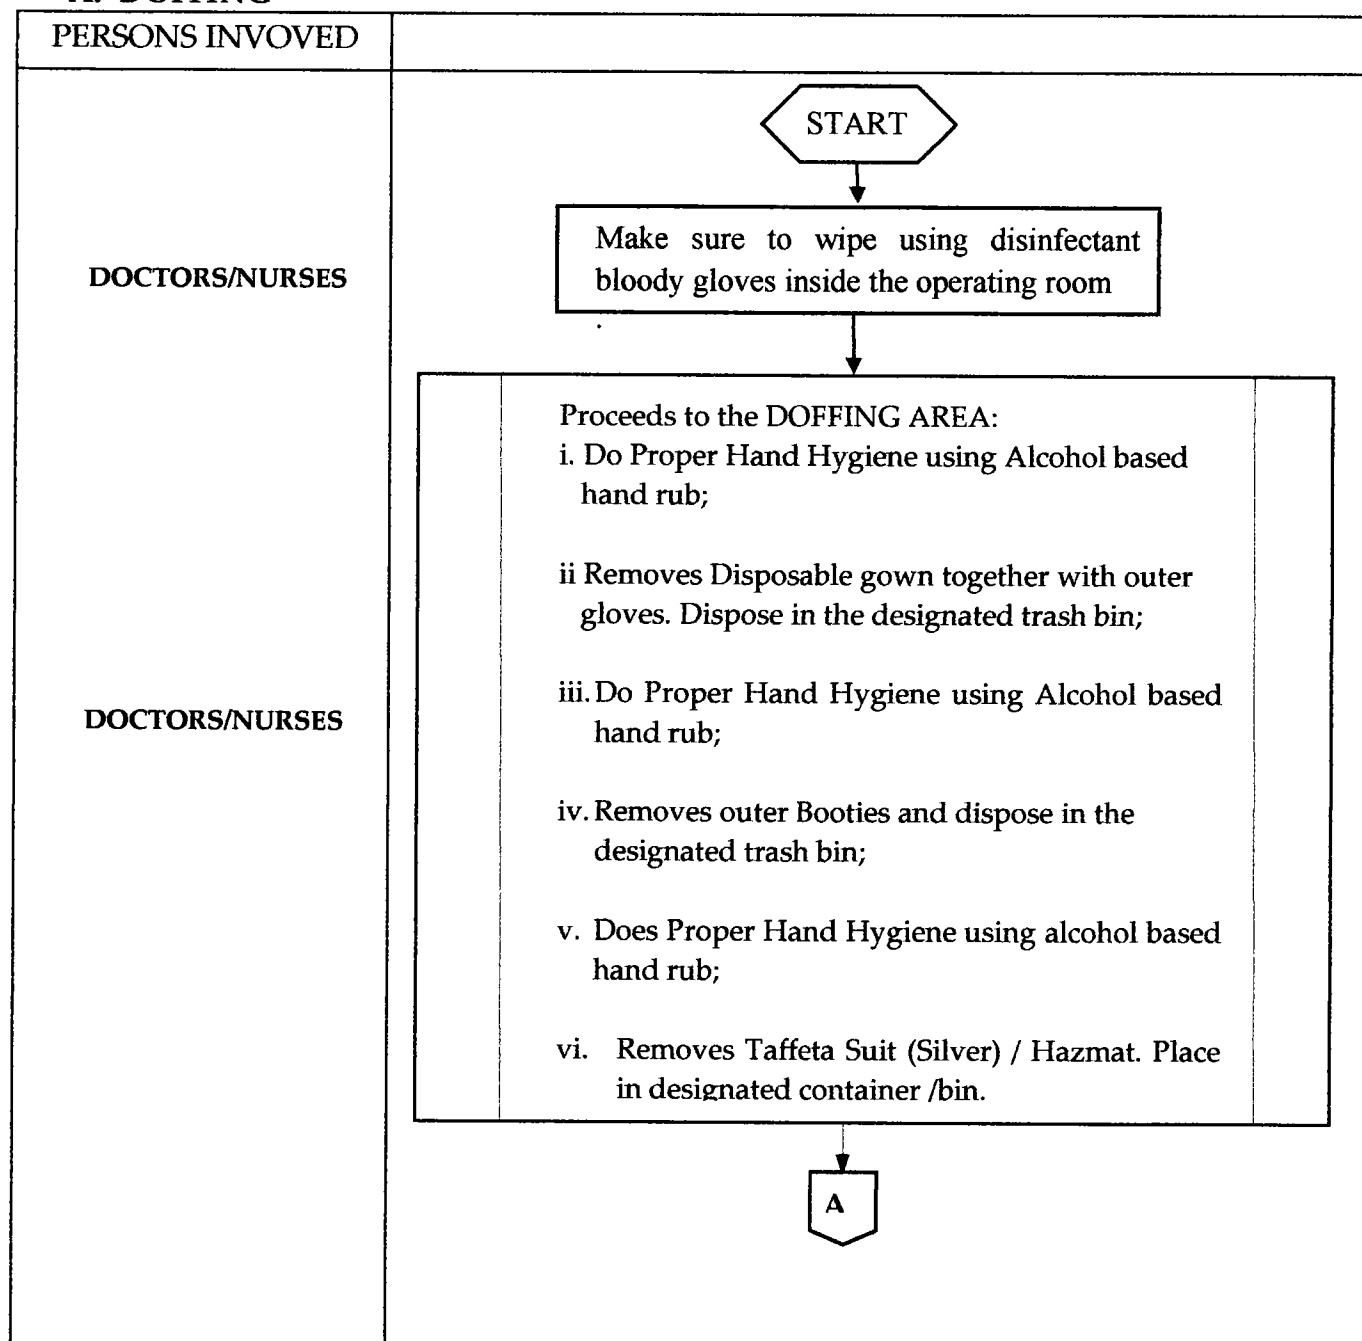 A. DOFFING
PERSONS INVOVED
START
DOCTORS/NURSES
Make sure to wipe using disinfectant
bloody gloves inside the operating room
.
Proceeds to the DOFFING AREA:
i. Do Proper Hand Hygiene using Alcohol based
hand rub;
ii Removes Disposable gown together with outer
gloves. Dispose in the designated trash bin;
DOCTORS/NURSES
iii. Do Proper Hand Hygiene using Alcohol based
hand rub;
iv. Removes outer Booties and dispose in the
designated trash bin;
v. Does Proper Hand Hygiene using alcohol based
hand rub;
vi. Removes Taffeta Suit (Silver) / Hazmat. Place
in designated container /bin.
A